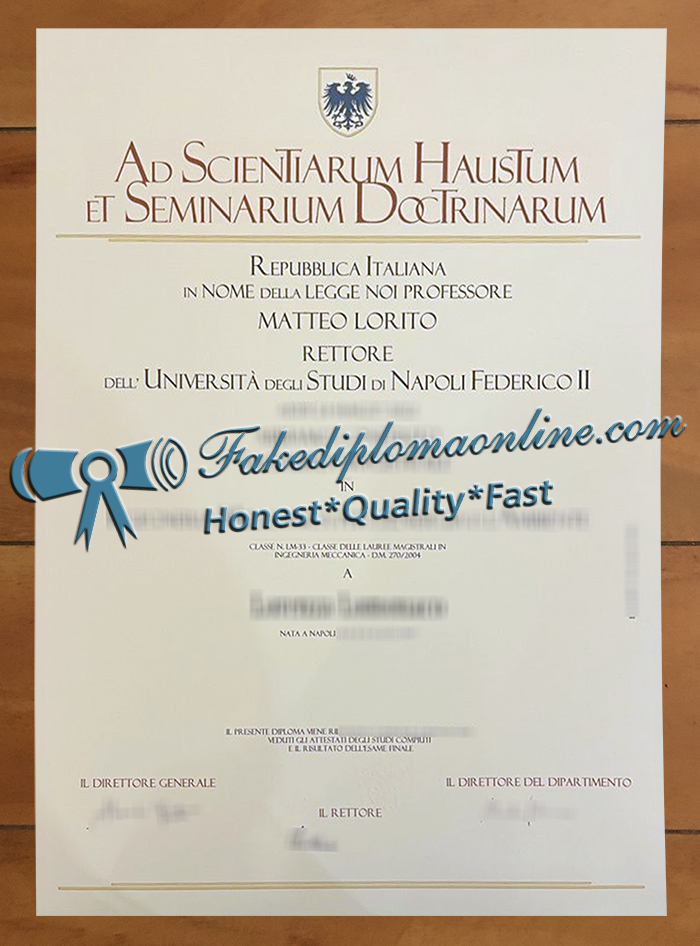 AD SCIENTIARUM HAUSTUM
ET SEMINARIUM DOCTRINARUM
REPUBBLICA ITALIANA
IN NOME DELLA LEGGE NOI PROFESSORE
MATTEO LORITO
RETTORE
DELL' UNIVERSITÀ DEGLI STUDI DI NAPOLI FEDERICO II
Fakediplomaonline.com
IN
Honest*Quality*Fast
CLASSE N. LM-33 - CLASSE DELLE LAUREE MAGISTRALI IN
INGEGNERIA MECCANICA - D.M. 270/2004
A
NATA A NAPOLI
IL PRESENTE DIPLOMA VIENE
VEDUTI GLI ATTESTATI DEGLI STUDI COMPIUTI
E IL RISULTATO DELL'ESAME FINALE
IL DIRETTORE GENERALE
IL DIRETTORE DEL DIPARTIMENTO
IL RETTORE